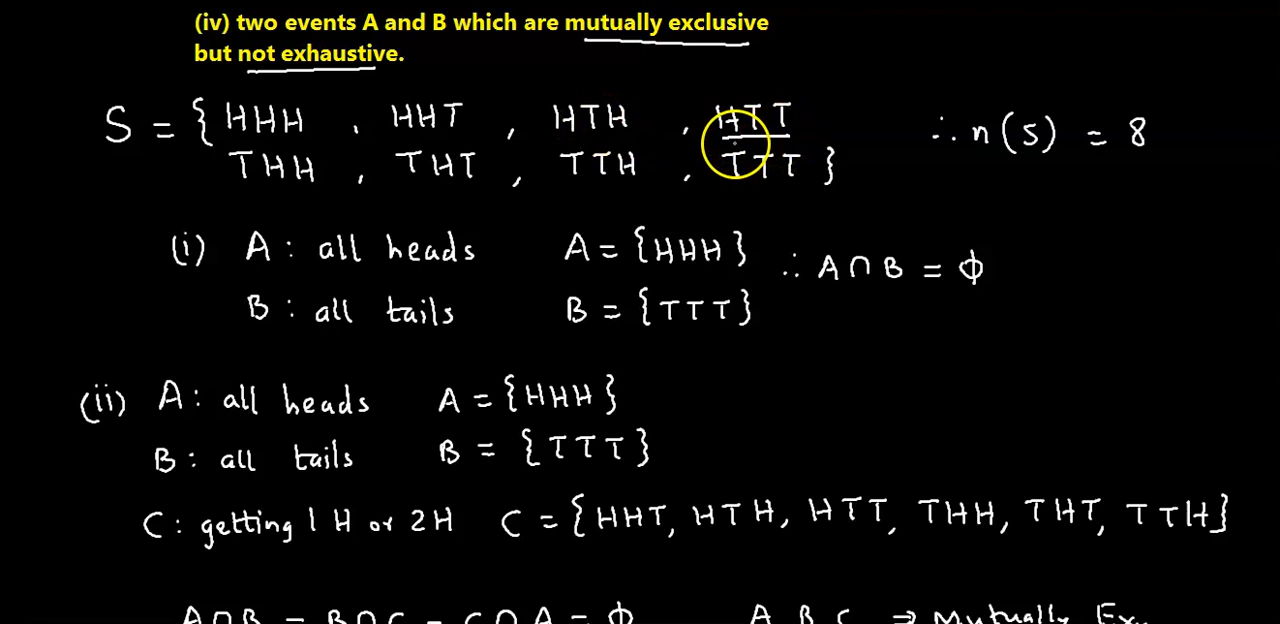 (iv) two events A and B which are mutually exclusive
but not exhaustive.
S = { HHH , HHT , HTH , HTT
THH , THT , TTH , TTT } ∴ n(S) = 8
(i) A : all heads A = {HHH}
B : all tails B = {TTT} ∴ A ∩ B = ϕ
(ii) A : all heads A = {HHH}
B : all tails B = {TTT}
C : getting 1 H or 2H C = {HHT, HTH, HTT, THH, THT, TTH}
A∩B = B∩C = C∩A = ϕ A B C ⇒ Mutually